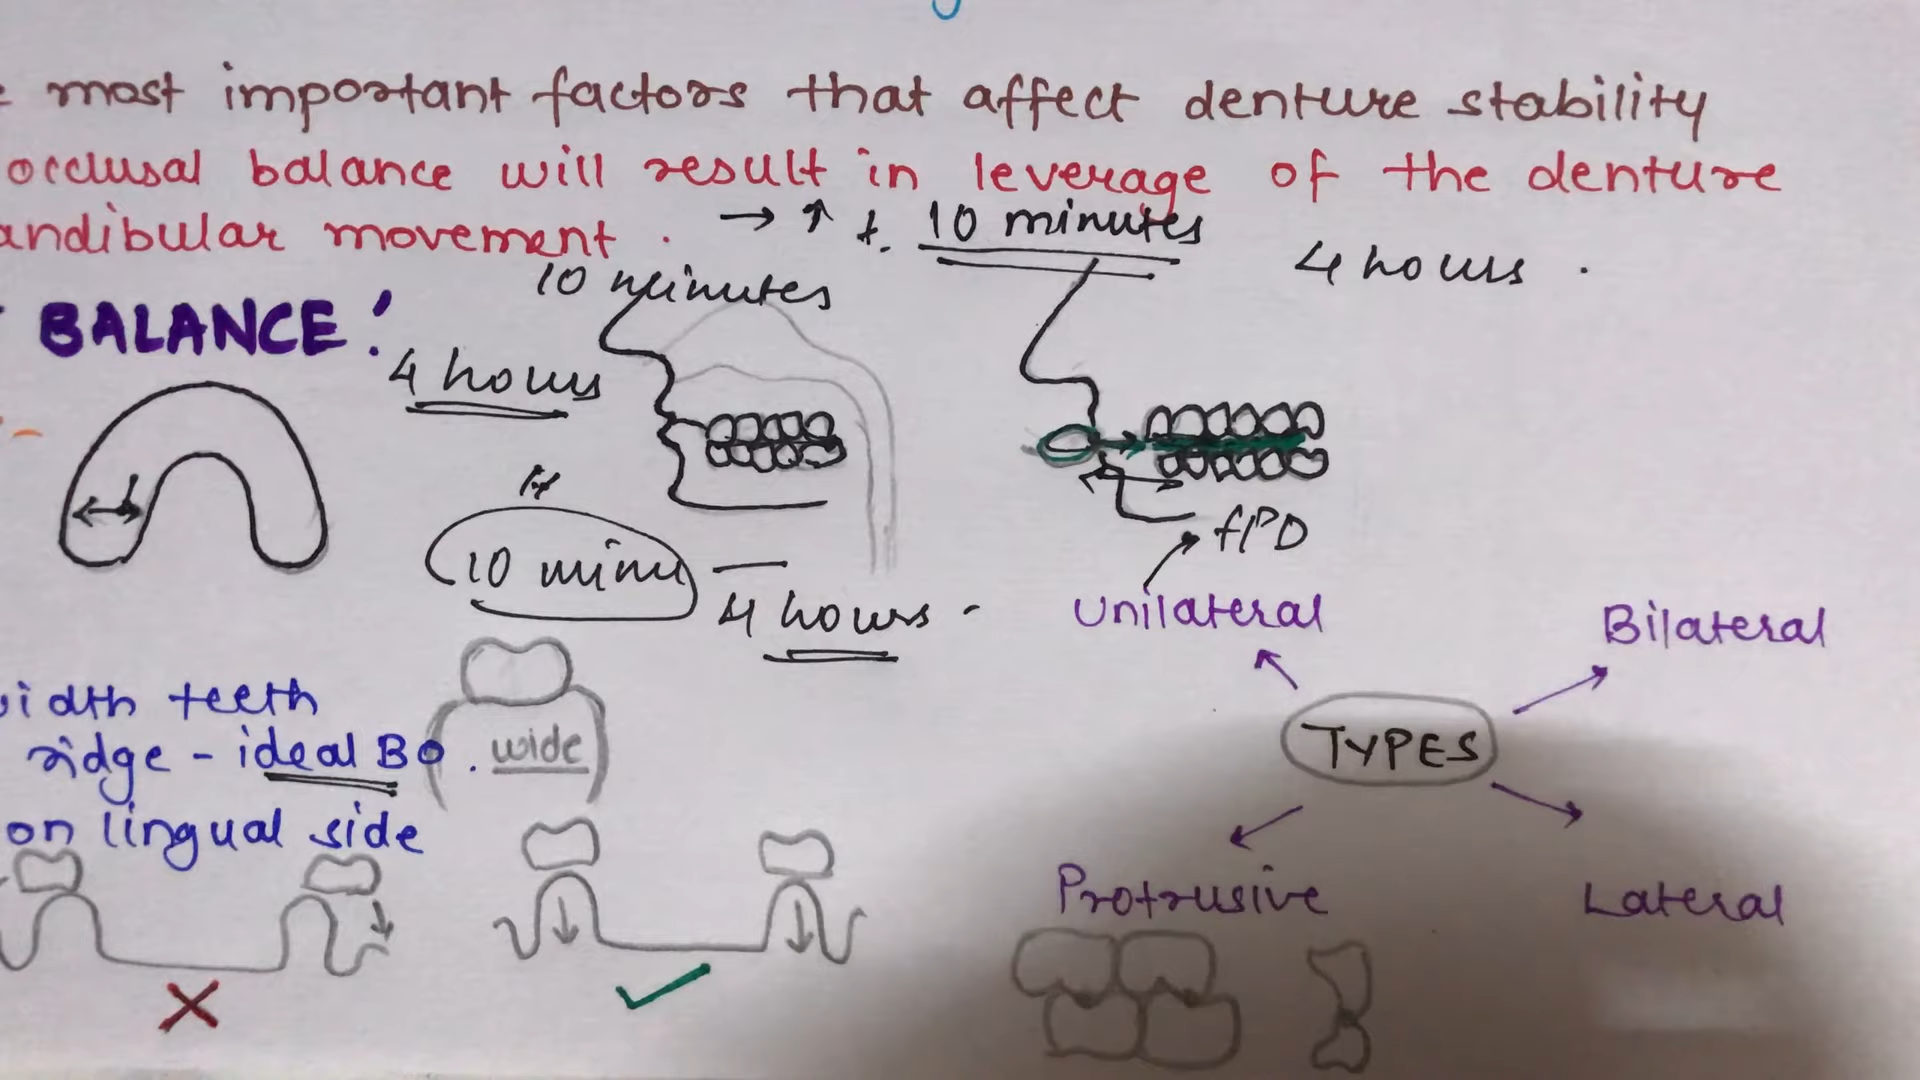 most important factors that affect denture stability
occlusal balance will result in leverage of the denture
andibular movement. → ↑ t. 10 minutes
4 hours.
10 minutes
BALANCE:
4 hours
10 minu —
4 hours -
fPD
Unilateral
Bilateral
TYPES
Protrusive
Lateral
idth teeth
ridge - ideal BO.
wide
on lingual side